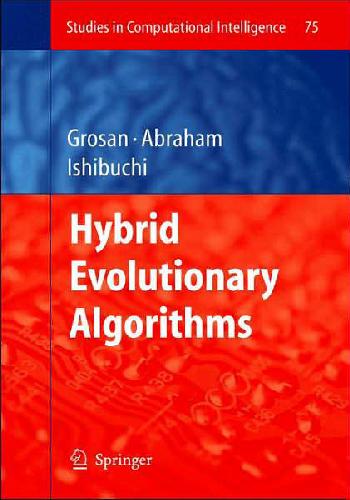 Studies in Computational Intelligence 75
Grosan · Abraham
Ishibuchi
Hybrid
Evolutionary
Algorithms
Springer